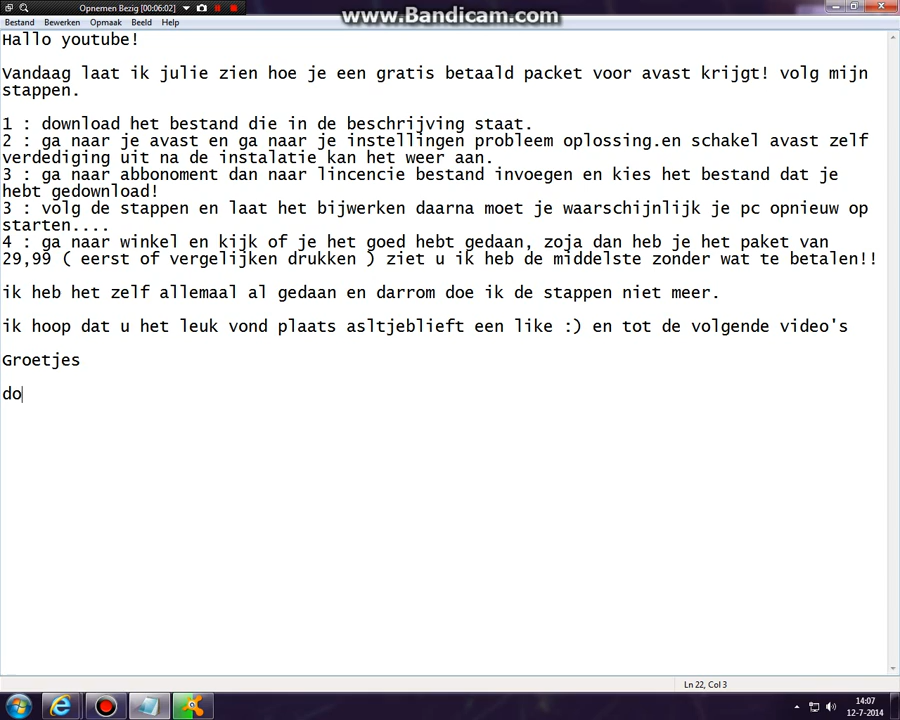 Opnemen Bezig [00:06:02]
www.Bandicam.com
Bestand Bewerken Opmaak Beeld Help
Hallo youtube!
Vandaag laat ik julie zien hoe je een gratis betaald packet voor avast krijgt! volg mijn
stappen.
1 : download het bestand die in de beschrijving staat.
2 : ga naar je avast en ga naar je instellingen probleem oplossing.en schakel avast zelf
verdediging uit na de instalatie kan het weer aan.
3 : ga naar abbonoment dan naar lincencie bestand invoegen en kies het bestand dat je
hebt gedownload!
3 : volg de stappen en laat het bijwerken daarna moet je waarschijnlijk je pc opnieuw op
starten....
4 : ga naar winkel en kijk of je het goed hebt gedaan, zoja dan heb je het paket van
29,99 ( eerst of vergelijken drukken ) ziet u ik heb de middelste zonder wat te betalen!!
ik heb het zelf allemaal al gedaan en darrom doe ik de stappen niet meer.
ik hoop dat u het leuk vond plaats asltjeblieft een like :) en tot de volgende video's
Groetjes
do
Ln 22, Col 3
14:07
12-7-2014